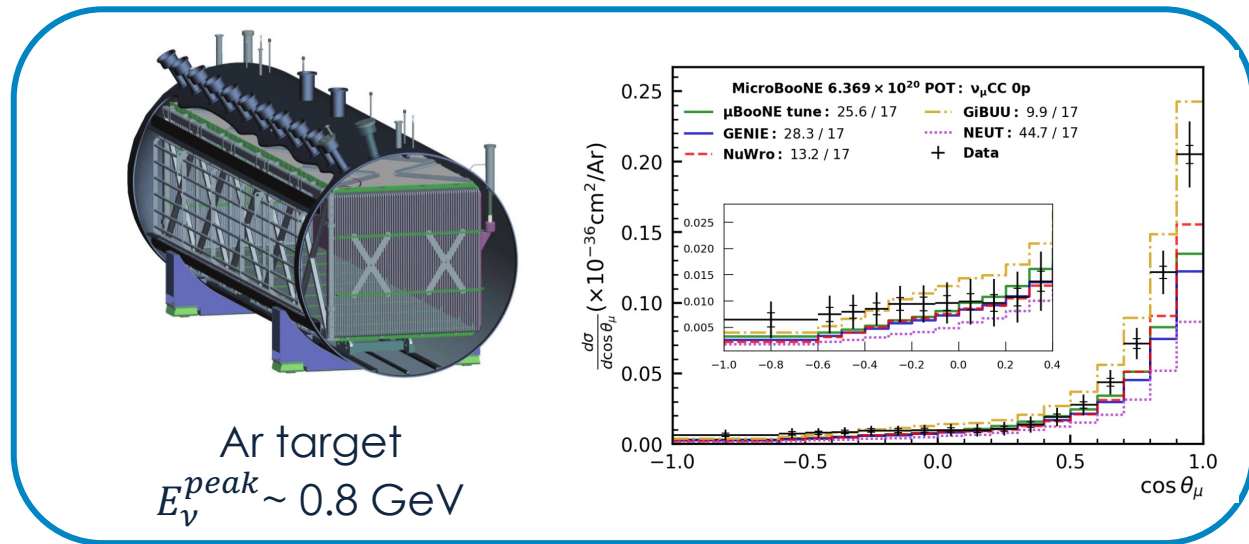 Ar target
E_ν^peak ~ 0.8 GeV
MicroBooNE 6.369 × 10^20 POT : ν_μCC 0p
μBooNE tune : 25.6 / 17
GENIE : 28.3 / 17
NuWro : 13.2 / 17
GiBUU : 9.9 / 17
NEUT : 44.7 / 17
Data
dσ/dcosθ_μ (×10^−36 cm^2/Ar)
0.25
0.20
0.15
0.10
0.05
0.00
−1.0 −0.5 0.0 0.5 1.0
cos θ_μ
0.025
0.020
0.015
0.010
0.005
−1.0 −0.8 −0.6 −0.4 −0.2 0.0 0.2 0.4